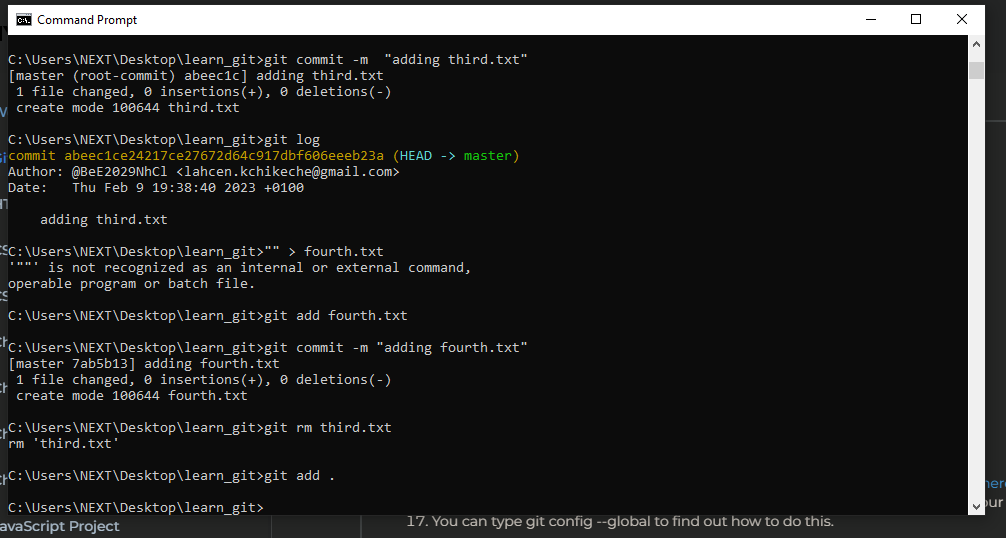 Command Prompt
C:\Users\NEXT\Desktop\learn_git>git commit -m  "adding third.txt"
[master (root-commit) abeec1c] adding third.txt
 1 file changed, 0 insertions(+), 0 deletions(-)
 create mode 100644 third.txt
C:\Users\NEXT\Desktop\learn_git>git log
commit abeec1ce24217ce27672d64c917dbf606eeeb23a (HEAD -> master)
Author: @BeE2029NhCl <lahcen.kchikeche@gmail.com>
Date:   Thu Feb 9 19:38:40 2023 +0100
    adding third.txt
C:\Users\NEXT\Desktop\learn_git>"" > fourth.txt
'""' is not recognized as an internal or external command,
operable program or batch file.
C:\Users\NEXT\Desktop\learn_git>git add fourth.txt
C:\Users\NEXT\Desktop\learn_git>git commit -m "adding fourth.txt"
[master 7ab5b13] adding fourth.txt
 1 file changed, 0 insertions(+), 0 deletions(-)
 create mode 100644 fourth.txt
C:\Users\NEXT\Desktop\learn_git>git rm third.txt
rm 'third.txt'
C:\Users\NEXT\Desktop\learn_git>git add .
C:\Users\NEXT\Desktop\learn_git>
17. You can type git config --global to find out how to do this.
avaScript Project